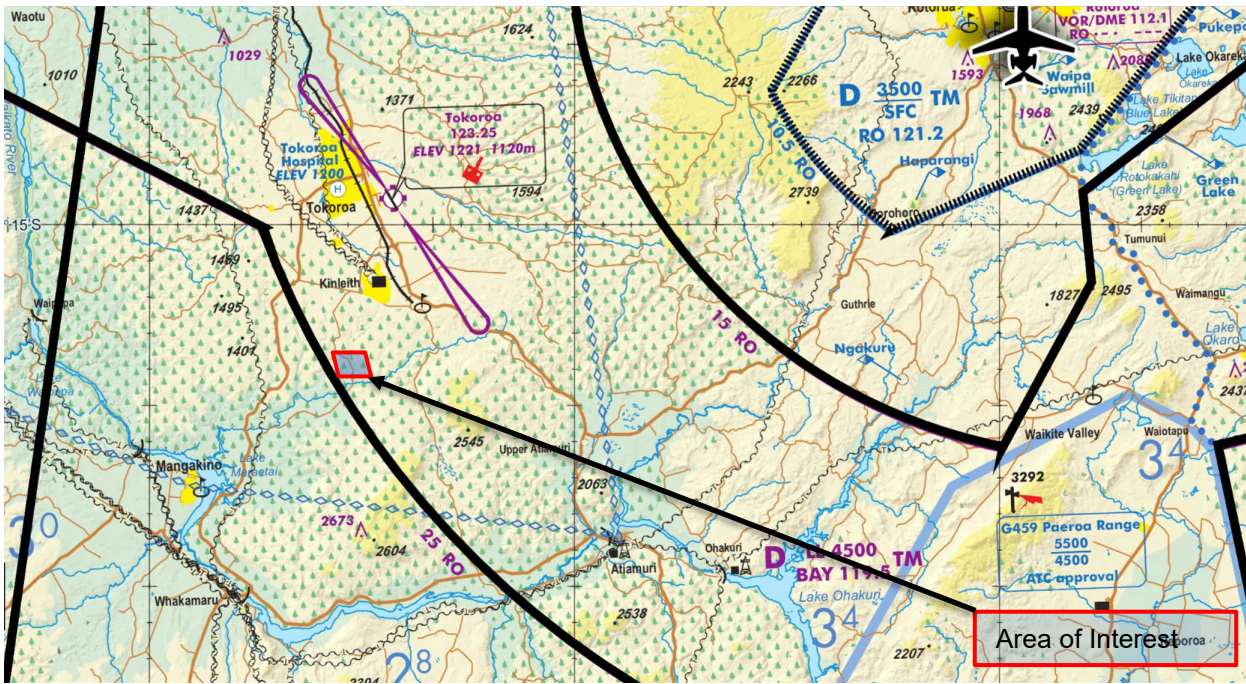 Waotu
1010
1029
1624
1371
Tokoroa
123.25
ELEV 1221 1120m
Tokoroa
Hospital
ELEV 1200
H
Tokoroa
1594
1437
15 S
1469
1495
1401
Kinleith
2243
2266
D 3500 TM
SFC
RO 121.2
10.5 RO
2739
Haparangi
Guthrie
Ngakuru
15 RO
Rotorua
VOR/DME 112.1
RO
1593
Waipa
Sawmill
1968
2439
Lake Okareka
Lake
Okareka
(Blue Lake)
Lake
Rotokakahi
(Green Lake)
Green
Lake
2358
Tumunui
1827
2495
Waimangu
Lake
Okaro
2437
Waikite Valley
Waiotapu
34
3292
G459 Paeroa Range
5500
4500
ATC approval
Mangakino
Lake
Maraetai
30
2545
Upper Atiamuri
2063
2673
2604
25 RO
Atiamuri
Ohakuri
BAY 119.5 TM
Lake Ohakuri
34
Whakamaru
2538
28
2207
Area of Interest